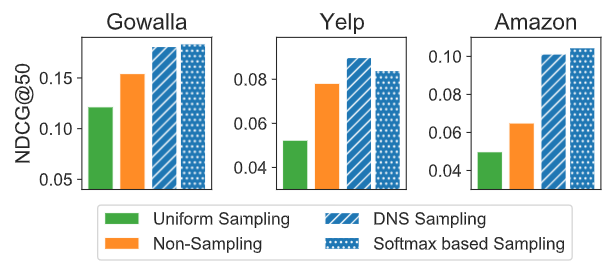 Gowalla Yelp Amazon
NDCG@50
0.15
0.10
0.05
0.08
0.06
0.04
0.10
0.08
0.06
0.04
Uniform Sampling DNS Sampling
Non-Sampling Softmax based Sampling